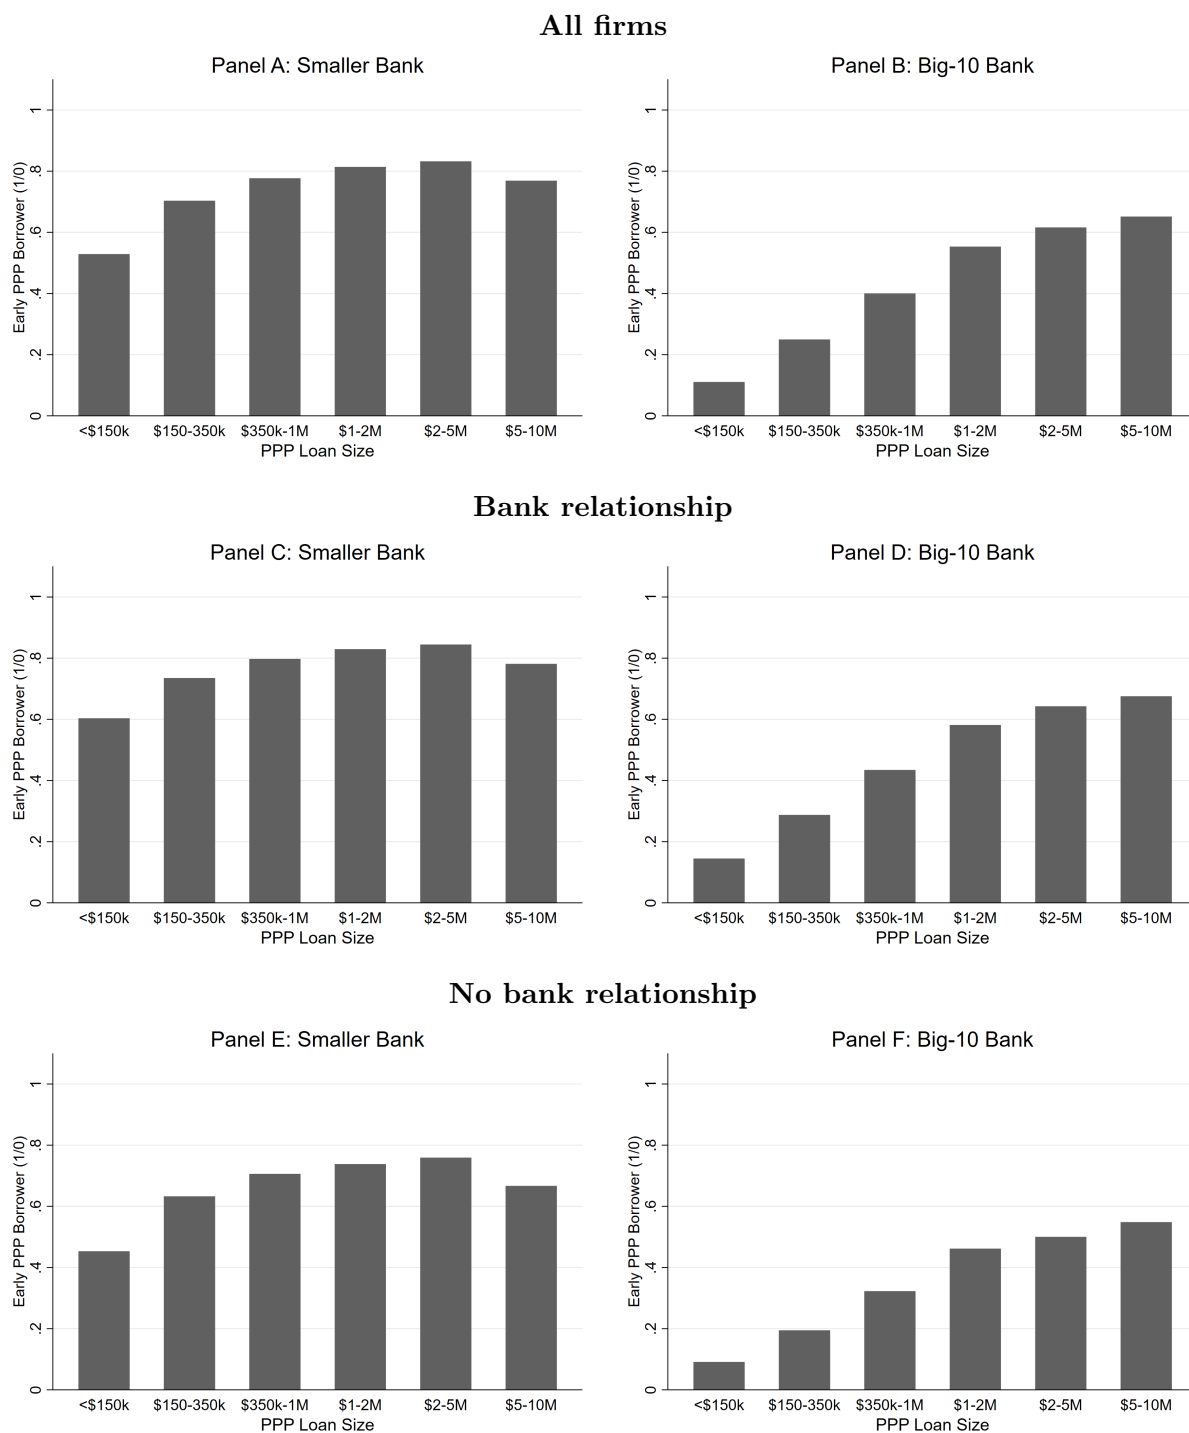 All firms
Panel A: Smaller Bank
Early PPP Borrower (1/0)
1
.8
.6
.4
.2
0
<$150k $150-350k $350k-1M $1-2M $2-5M $5-10M
PPP Loan Size
Panel B: Big-10 Bank
Early PPP Borrower (1/0)
1
.8
.6
.4
.2
0
<$150k $150-350k $350k-1M $1-2M $2-5M $5-10M
PPP Loan Size
Bank relationship
Panel C: Smaller Bank
Early PPP Borrower (1/0)
1
.8
.6
.4
.2
0
<$150k $150-350k $350k-1M $1-2M $2-5M $5-10M
PPP Loan Size
Panel D: Big-10 Bank
Early PPP Borrower (1/0)
1
.8
.6
.4
.2
0
<$150k $150-350k $350k-1M $1-2M $2-5M $5-10M
PPP Loan Size
No bank relationship
Panel E: Smaller Bank
Early PPP Borrower (1/0)
1
.8
.6
.4
.2
0
<$150k $150-350k $350k-1M $1-2M $2-5M $5-10M
PPP Loan Size
Panel F: Big-10 Bank
Early PPP Borrower (1/0)
1
.8
.6
.4
.2
0
<$150k $150-350k $350k-1M $1-2M $2-5M $5-10M
PPP Loan Size